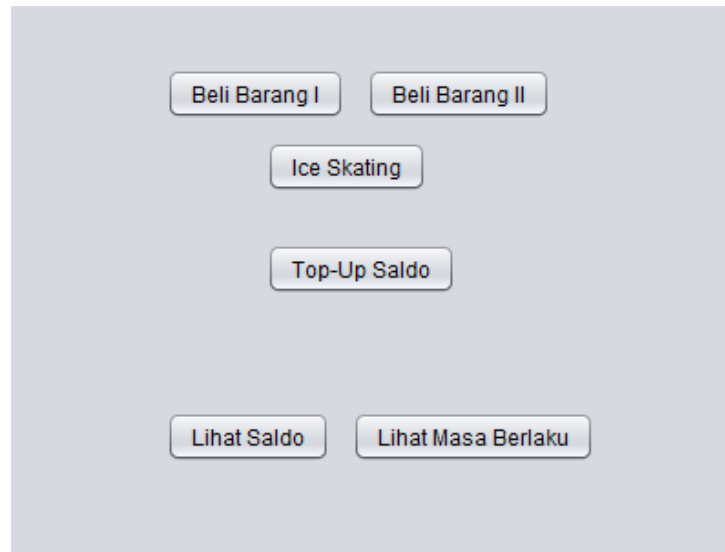 Beli Barang I Beli Barang II
Ice Skating
Top-Up Saldo
Lihat Saldo Lihat Masa Berlaku